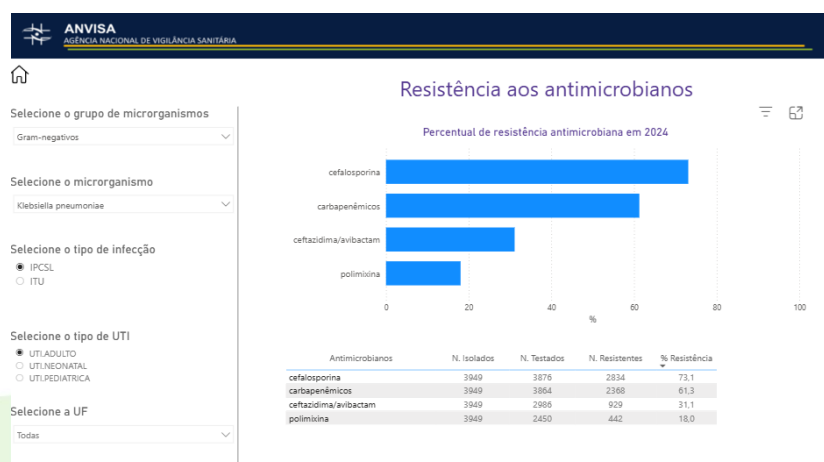 ANVISA
AGÊNCIA NACIONAL DE VIGILÂNCIA SANITÁRIA
Resistência aos antimicrobianos
Selecione o grupo de microrganismos
Gram-negativos
Selecione o microrganismo
Klebsiella pneumoniae
Selecione o tipo de infecção
IPCSL
ITU
Selecione o tipo de UTI
UTI.ADULTO
UTI.NEONATAL
UTI.PEDIATRICA
Selecione a UF
Todas
Percentual de resistência antimicrobiana em 2024
cefalosporina
carbapenêmicos
ceftazidima/avibactam
polimixina
0 20 40 60 80 100
%
Antimicrobianos N. Isolados N. Testados N. Resistentes % Resistência
cefalosporina 3949 3876 2834 73,1
carbapenêmicos 3949 3864 2368 61,3
ceftazidima/avibactam 3949 2986 929 31,1
polimixina 3949 2450 442 18,0